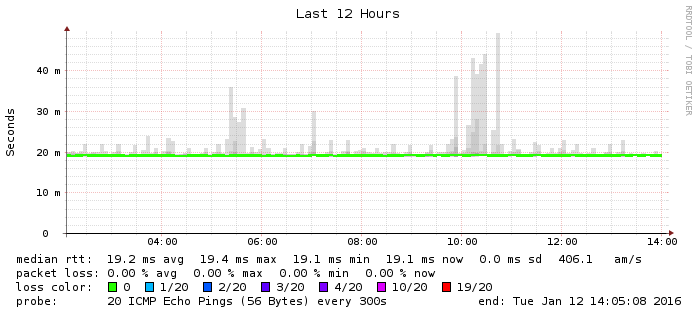 Last 12 Hours
RRDTOOL / TOBI OETIKER
Seconds
40 m
30 m
20 m
10 m
0
04:00 06:00 08:00 10:00 12:00 14:00
median rtt: 19.2 ms avg 19.4 ms max 19.1 ms min 19.1 ms now 0.0 ms sd 406.1 am/s
packet loss: 0.00 % avg 0.00 % max 0.00 % min 0.00 % now
loss color: 0 1/20 2/20 3/20 4/20 10/20 19/20
probe: 20 ICMP Echo Pings (56 Bytes) every 300s end: Tue Jan 12 14:05:08 2016